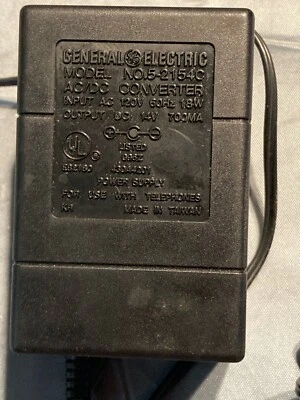 GENERAL ELECTRIC
MODEL NO.5-2154C
AC/DC CONVERTER
INPUT AC 120V 60Hz 18W
OUTPUT DC 14V 700MA
UL
LISTED
POWER SUPPLY
FOR USE WITH TELEPHONES
MADE IN TAIWAN